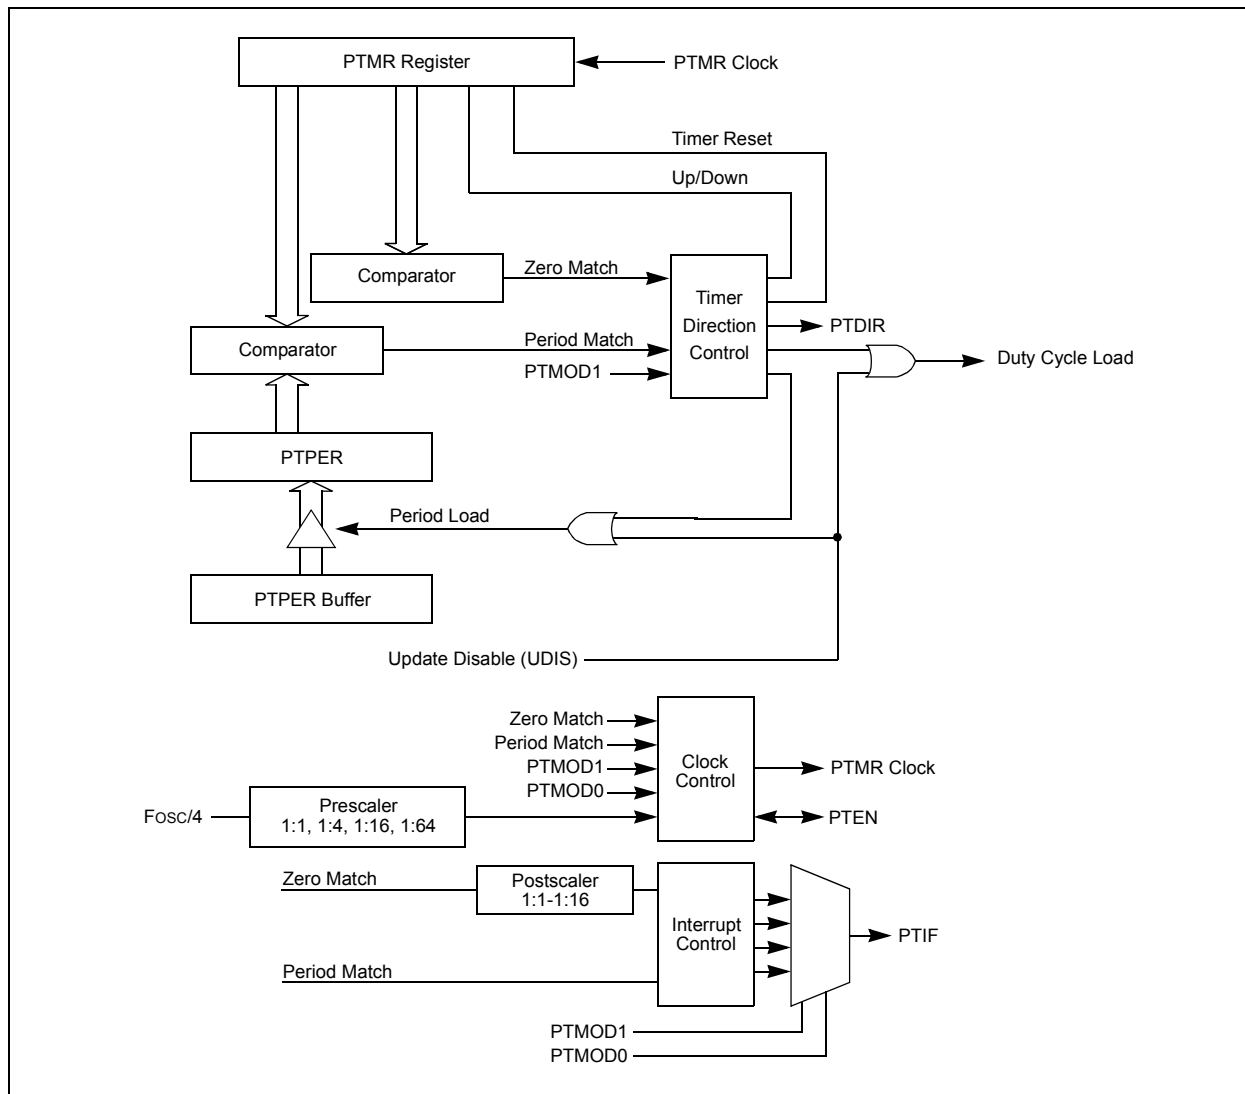 PTMR Register
PTMR Clock
Timer Reset
Up/Down
Comparator
Zero Match
Timer
Direction
Control
PTDIR
Comparator
Period Match
PTMOD1
Duty Cycle Load
PTPER
Period Load
PTPER Buffer
Update Disable (UDIS)
Zero Match
Period Match
PTMOD1
PTMOD0
Clock
Control
PTMR Clock
PTEN
FOSC/4
Prescaler
1:1, 1:4, 1:16, 1:64
Zero Match
Postscaler
1:1-1:16
Interrupt
Control
PTIF
Period Match
PTMOD1
PTMOD0